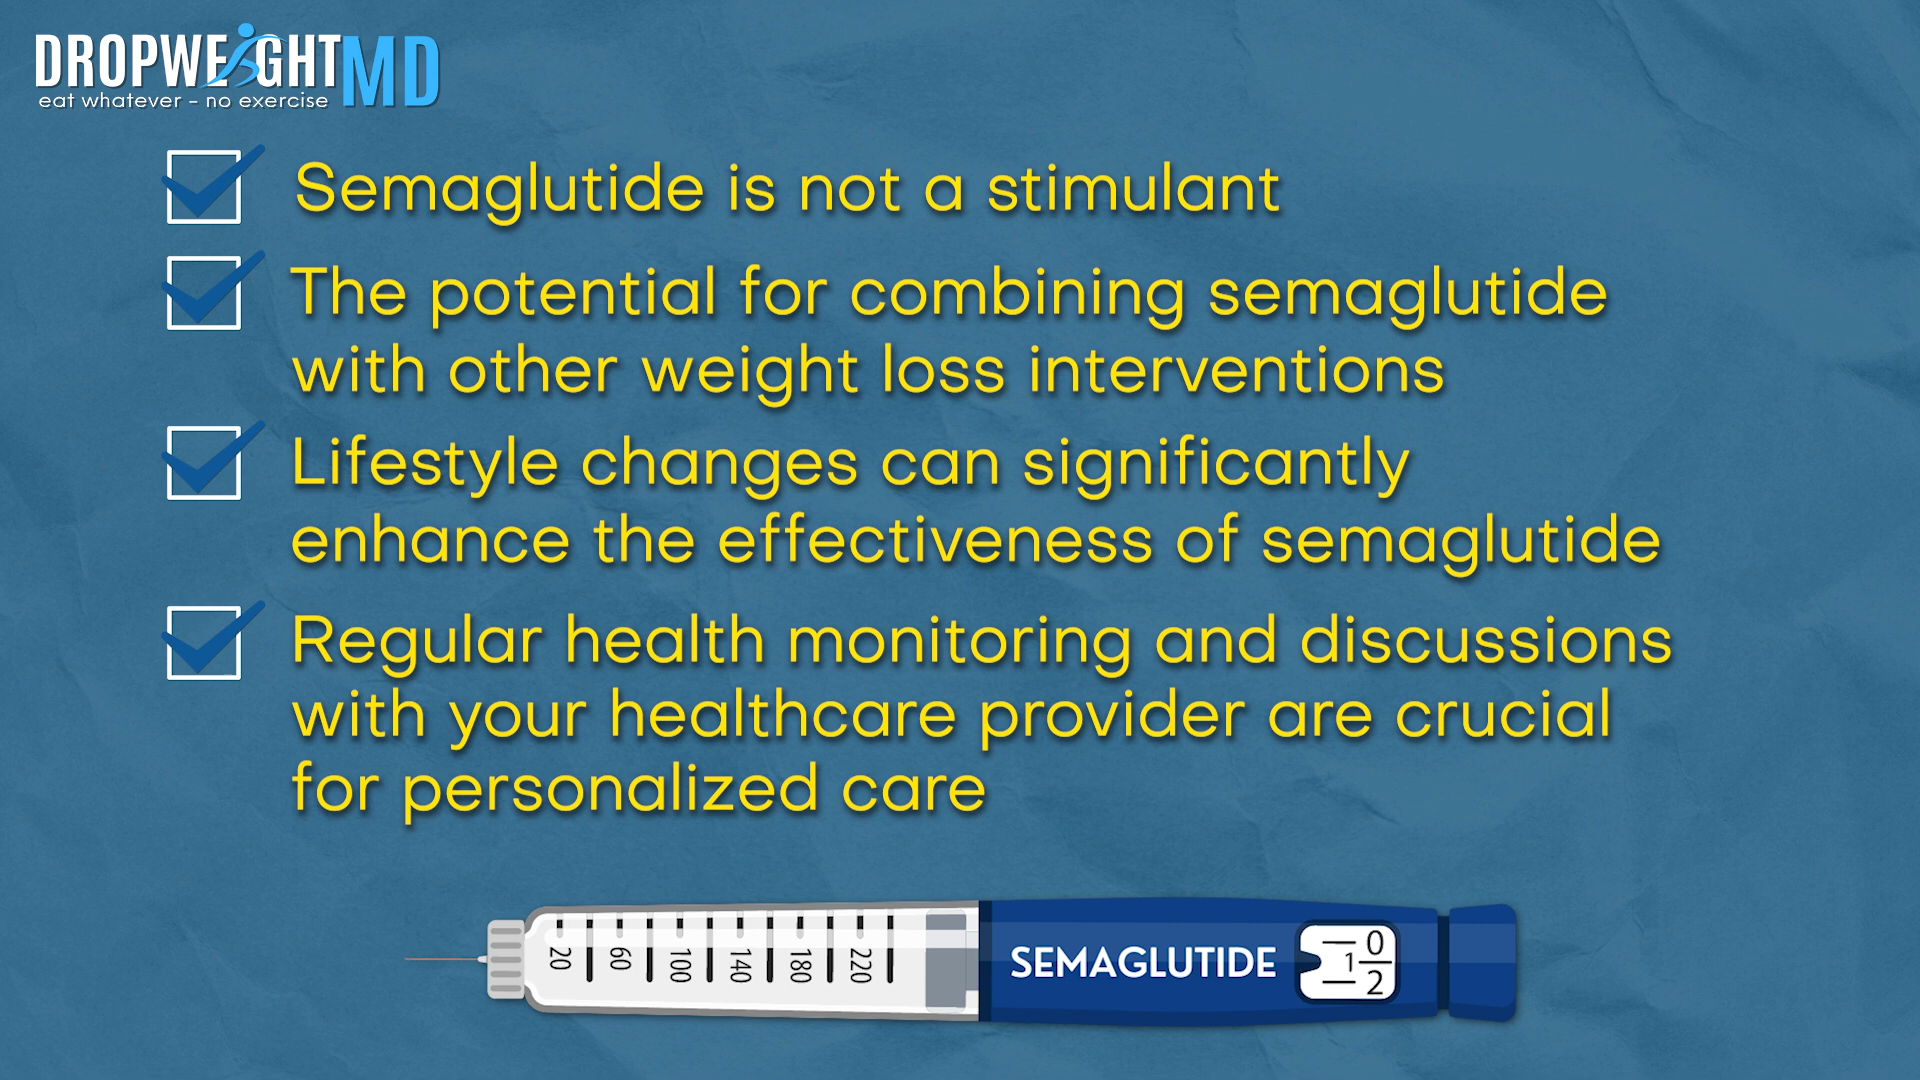 DROPWEIGHTMD
eat whatever - no exercise
Semaglutide is not a stimulant
The potential for combining semaglutide
with other weight loss interventions
Lifestyle changes can significantly
enhance the effectiveness of semaglutide
Regular health monitoring and discussions
with your healthcare provider are crucial
for personalized care
20 60 100 140 180 220
SEMAGLUTIDE
0
1
2